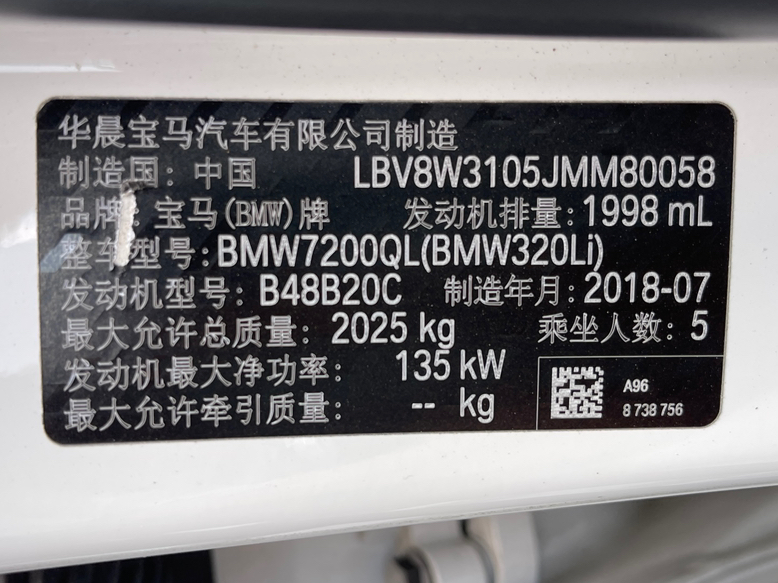 华晨宝马汽车有限公司制造
制造国: 中国 LBV8W3105JMM80058
品牌: 宝马(BMW)牌 发动机排量: 1998 mL
整车型号: BMW7200QL(BMW320Li)
发动机型号: B48B20C 制造年月: 2018-07
最大允许总质量: 2025 kg 乘坐人数: 5
发动机最大净功率: 135 kW
最大允许牵引质量: -- kg
A96
8 738 756